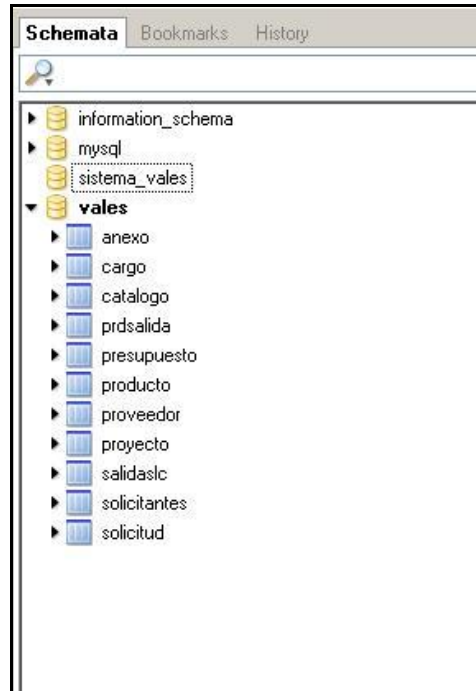 Schemata Bookmarks History
information_schema
mysql
sistema_vales
vales
anexo
cargo
catalogo
prdsalida
presupuesto
producto
proveedor
proyecto
salidaslc
solicitantes
solicitud